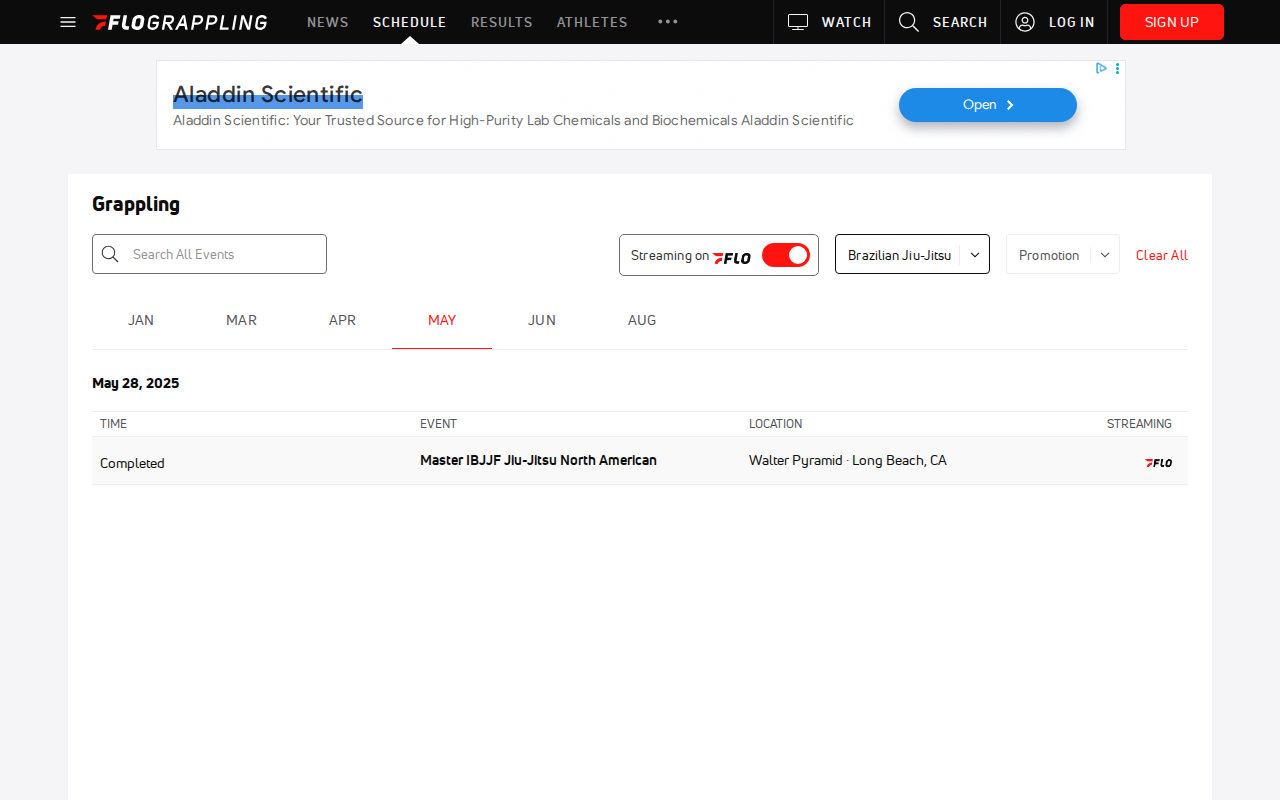 FLOGRAPPLING NEWS SCHEDULE RESULTS ATHLETES ••• WATCH SEARCH LOG IN SIGN UP
Aladdin Scientific
Aladdin Scientific: Your Trusted Source for High-Purity Lab Chemicals and Biochemicals Aladdin Scientific
Open
Grappling
Search All Events
Streaming on FLO
Brazilian Jiu-Jitsu
Promotion
Clear All
JAN MAR APR MAY JUN AUG
May 28, 2025
TIME EVENT LOCATION STREAMING
Completed Master IBJJF Jiu-Jitsu North American Walter Pyramid · Long Beach, CA FLO